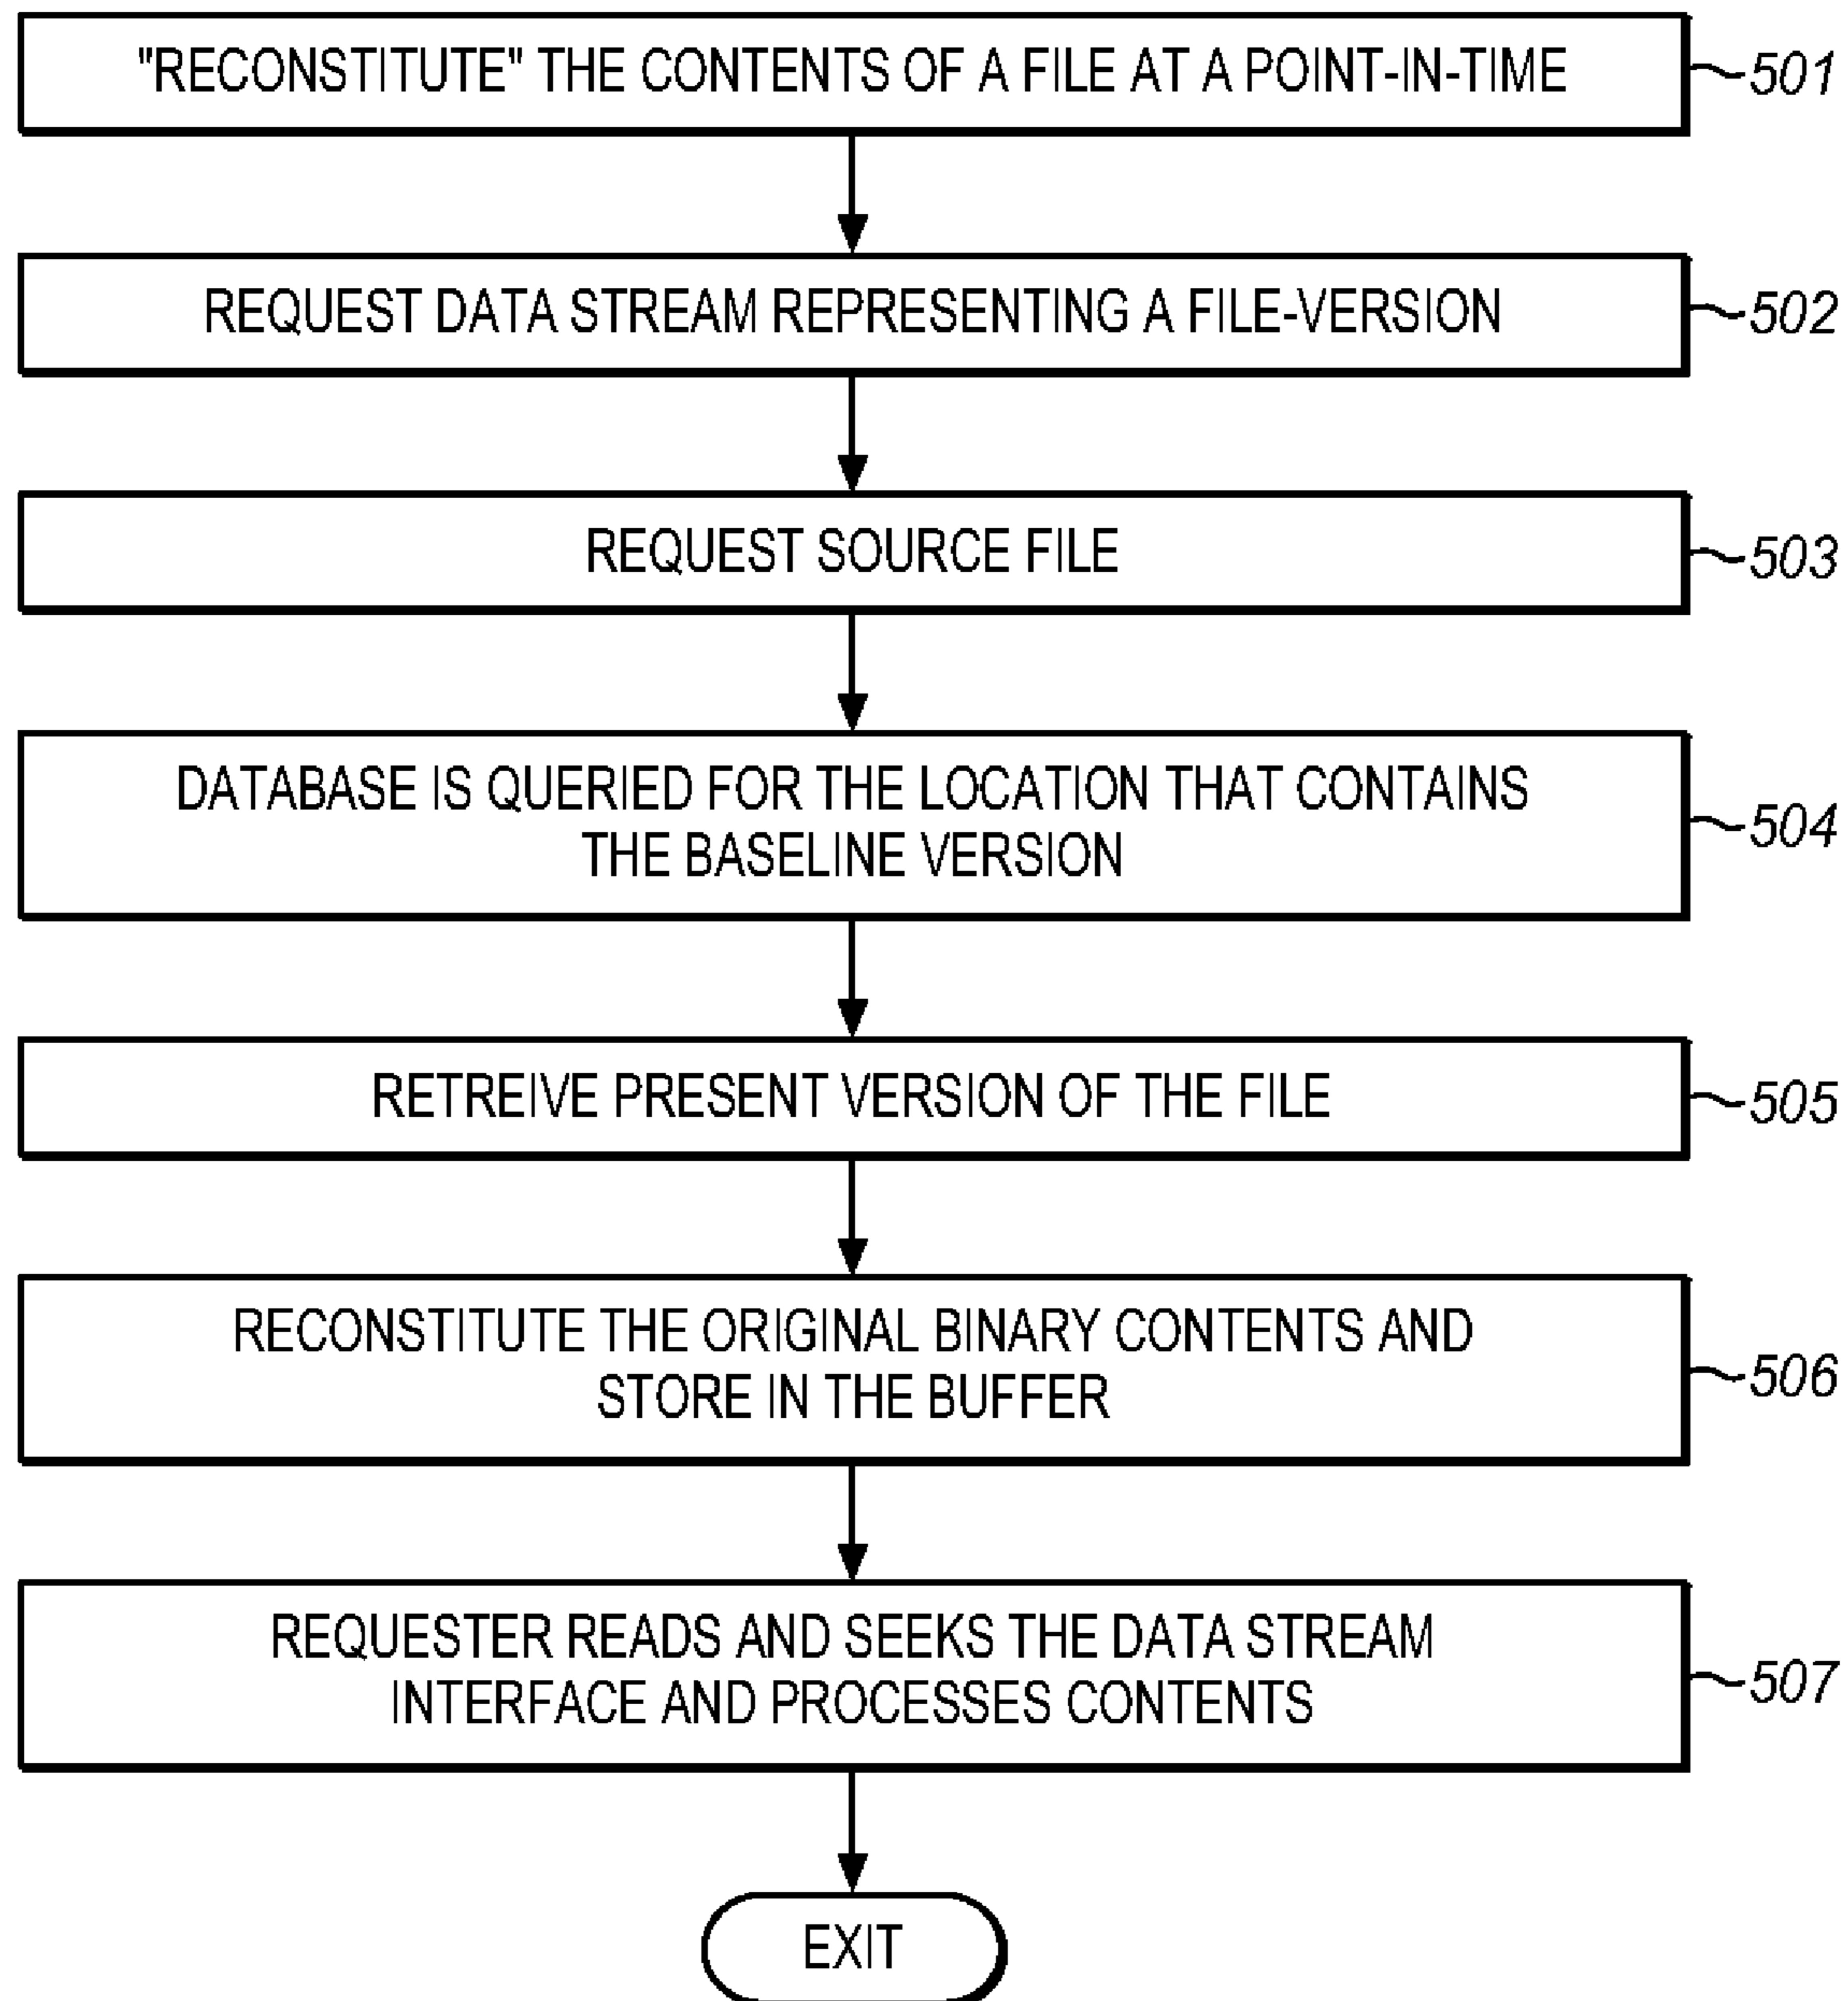 "RECONSTITUTE" THE CONTENTS OF A FILE AT A POINT-IN-TIME
501
REQUEST DATA STREAM REPRESENTING A FILE-VERSION
502
REQUEST SOURCE FILE
503
DATABASE IS QUERIED FOR THE LOCATION THAT CONTAINS
THE BASELINE VERSION
504
RETREIVE PRESENT VERSION OF THE FILE
505
RECONSTITUTE THE ORIGINAL BINARY CONTENTS AND
STORE IN THE BUFFER
506
REQUESTER READS AND SEEKS THE DATA STREAM
INTERFACE AND PROCESSES CONTENTS
507
EXIT